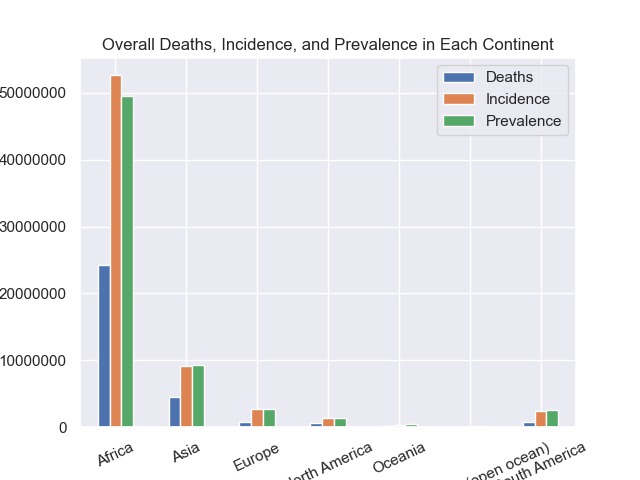 Overall Deaths, Incidence, and Prevalence in Each Continent
Deaths
Incidence
Prevalence
50000000
40000000
30000000
20000000
10000000
0
Africa
Asia
Europe
orth America
Oceania
(open ocean)
outh America